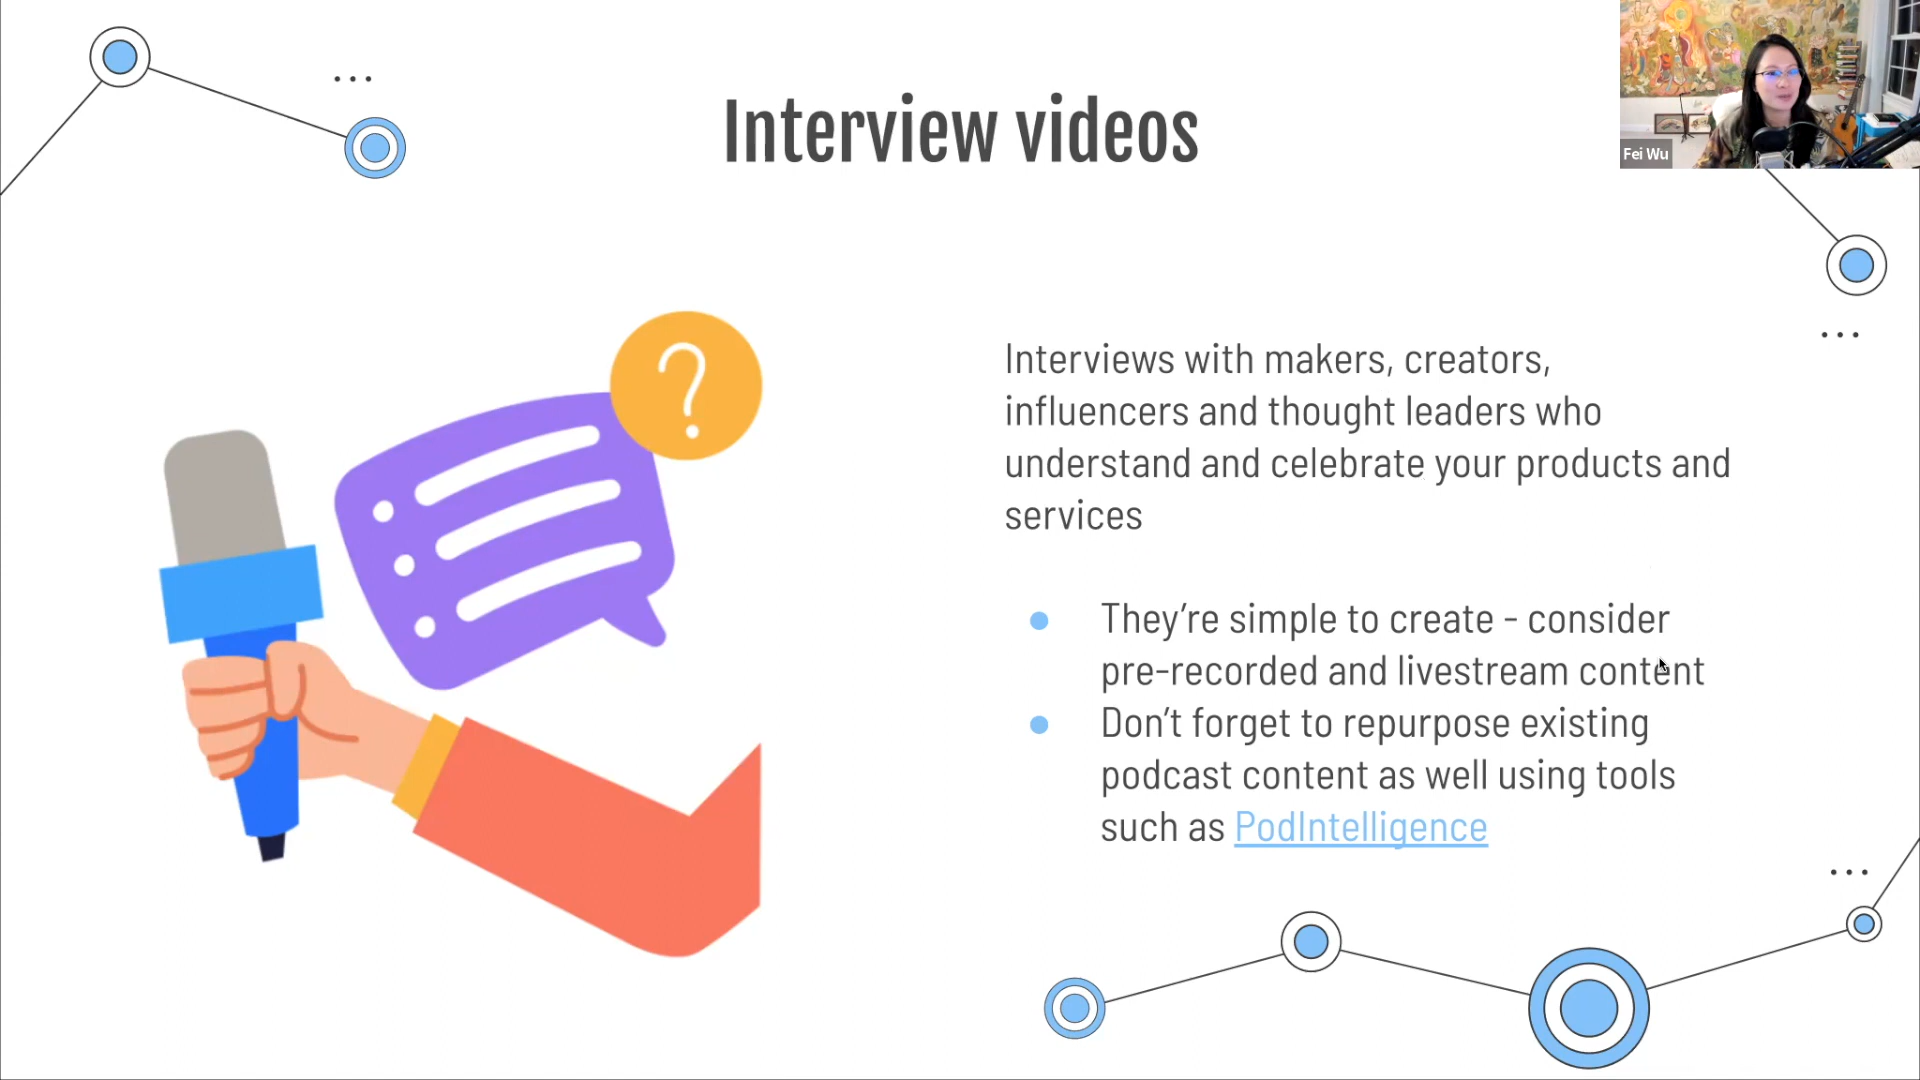 Interview videos
Fei Wu
Interviews with makers, creators,
influencers and thought leaders who
understand and celebrate your products and
services
They’re simple to create - consider
pre-recorded and livestream content
Don’t forget to repurpose existing
podcast content as well using tools
such as PodIntelligence